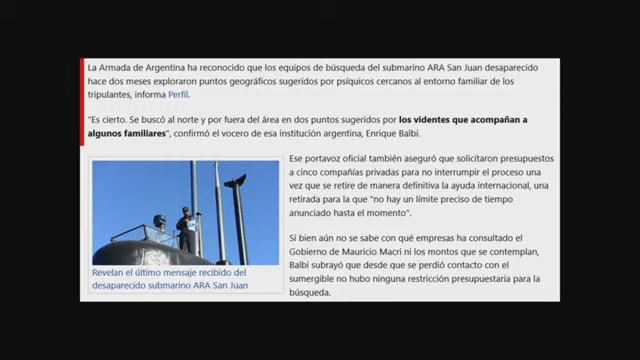 La Armada de Argentina ha reconocido que los equipos de búsqueda del submarino ARA San Juan desaparecido
hace dos meses exploraron puntos geográficos sugeridos por psíquicos cercanos al entorno familiar de los
tripulantes, informa Perfil.
"Es cierto. Se buscó al norte y por fuera del área en dos puntos sugeridos por los videntes que acompañan a
algunos familiares", confirmó el vocero de esa institución argentina, Enrique Balbi.
Ese portavoz oficial también aseguró que solicitaron presupuestos
a cinco compañías privadas para no interrumpir el proceso una
vez que se retire de manera definitiva la ayuda internacional, una
retirada para la que "no hay un límite preciso de tiempo
anunciado hasta el momento".
Si bien aún no se sabe con qué empresas ha consultado el
Gobierno de Mauricio Macri ni los montos que se contemplan,
Balbi subrayó que desde que se perdió contacto con el
sumergible no hubo ninguna restricción presupuestaria para la
búsqueda.
Revelan el último mensaje recibido del
desaparecido submarino ARA San Juan